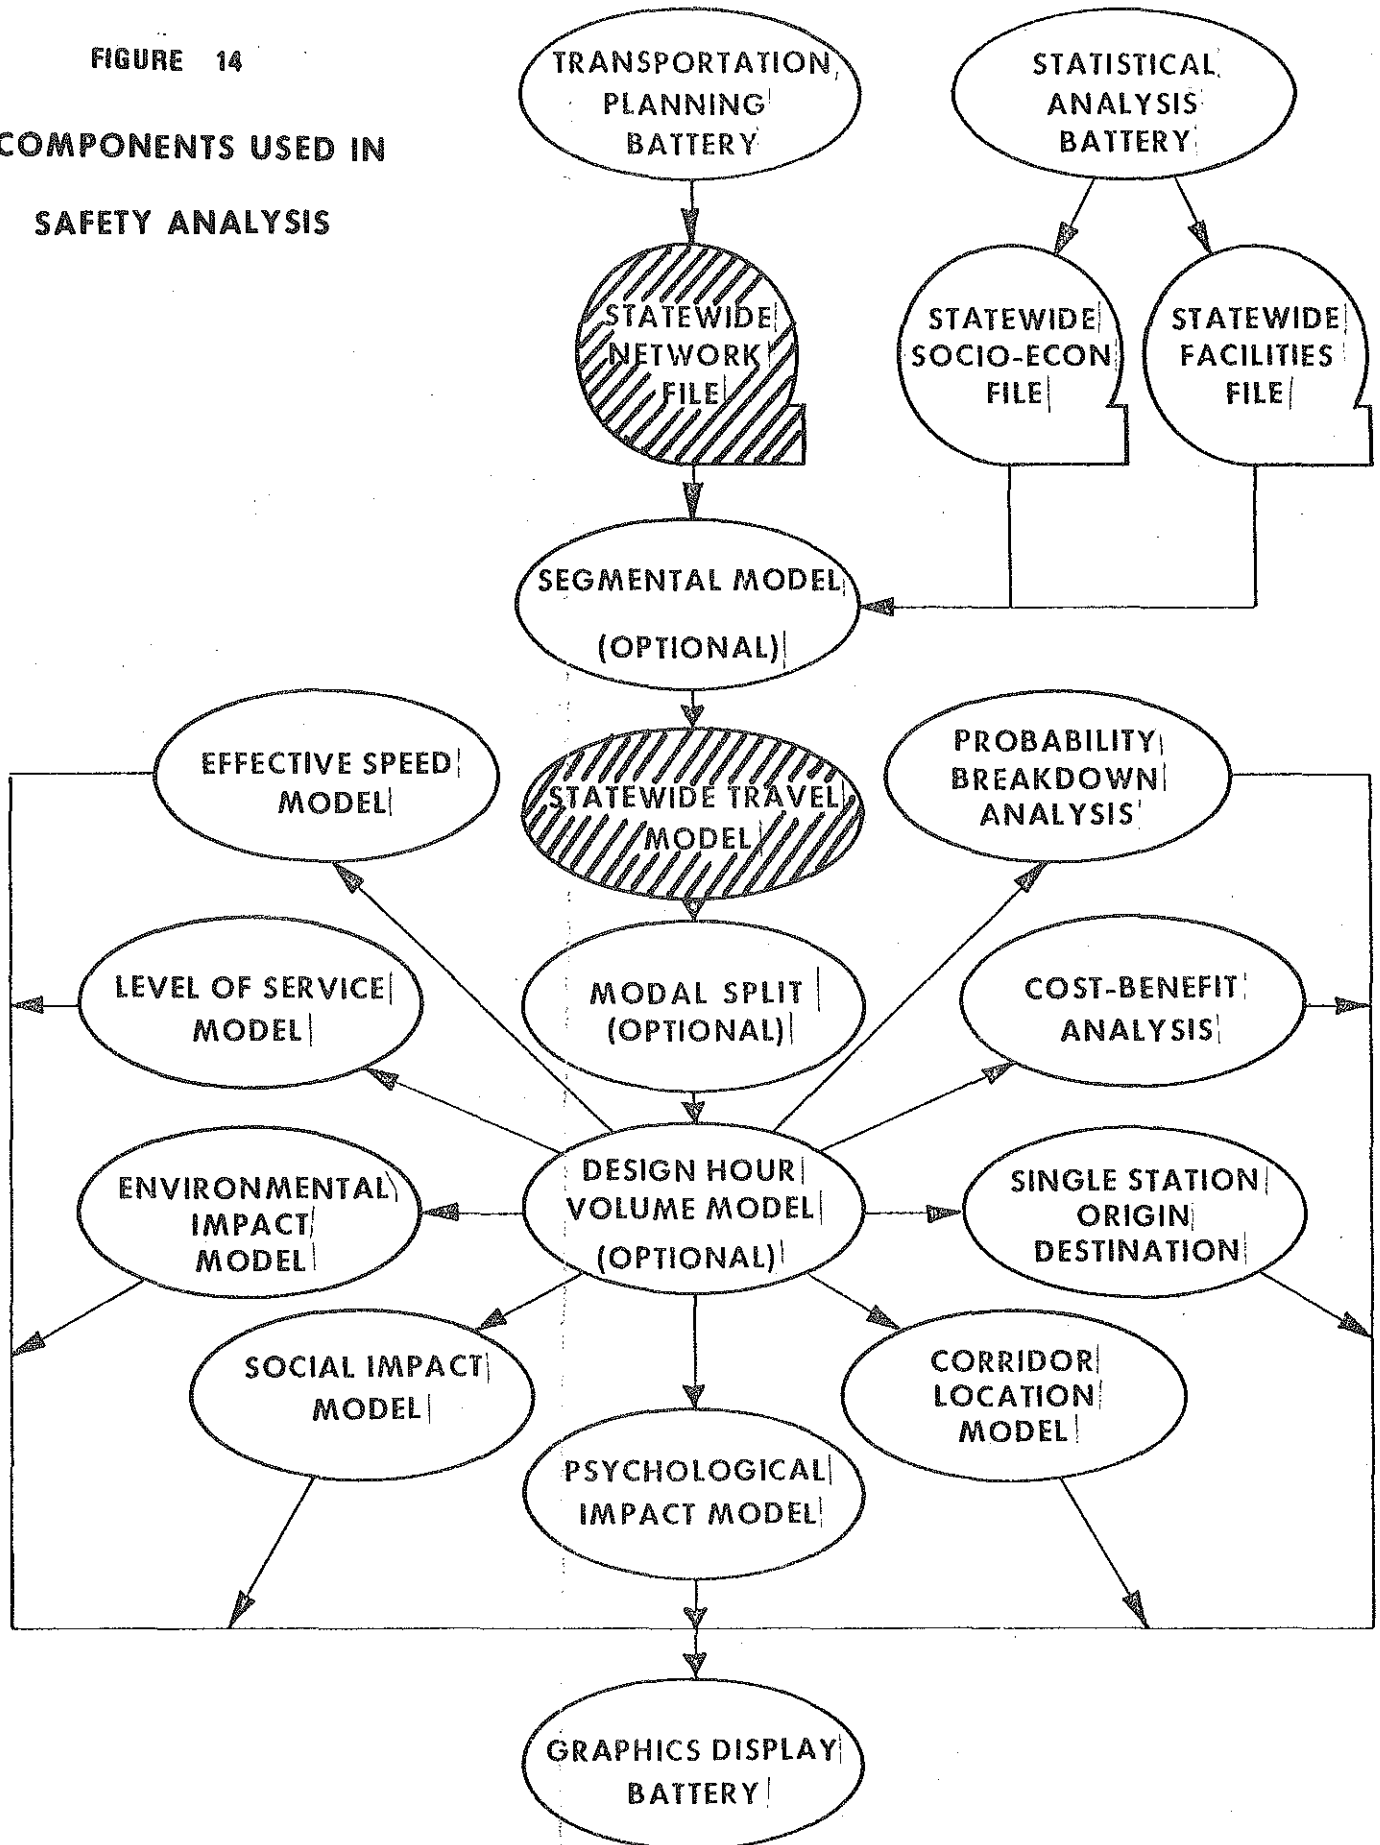 FIGURE 14
COMPONENTS USED IN
SAFETY ANALYSIS
TRANSPORTATION
PLANNING
BATTERY
STATISTICAL
ANALYSIS
BATTERY
STATEWIDE
NETWORK
FILE
STATEWIDE
SOCIO-ECON
FILE
STATEWIDE
FACILITIES
FILE
SEGMENTAL MODEL
(OPTIONAL)
EFFECTIVE SPEED
MODEL
STATEWIDE TRAVEL
MODEL
PROBABILITY
BREAKDOWN
ANALYSIS
LEVEL OF SERVICE
MODEL
MODAL SPLIT
(OPTIONAL)
COST-BENEFIT
ANALYSIS
ENVIRONMENTAL
IMPACT
MODEL
DESIGN HOUR
VOLUME MODEL
(OPTIONAL)
SINGLE STATION
ORIGIN
DESTINATION
SOCIAL IMPACT
MODEL
PSYCHOLOGICAL
IMPACT MODEL
CORRIDOR
LOCATION
MODEL
GRAPHICS DISPLAY
BATTERY